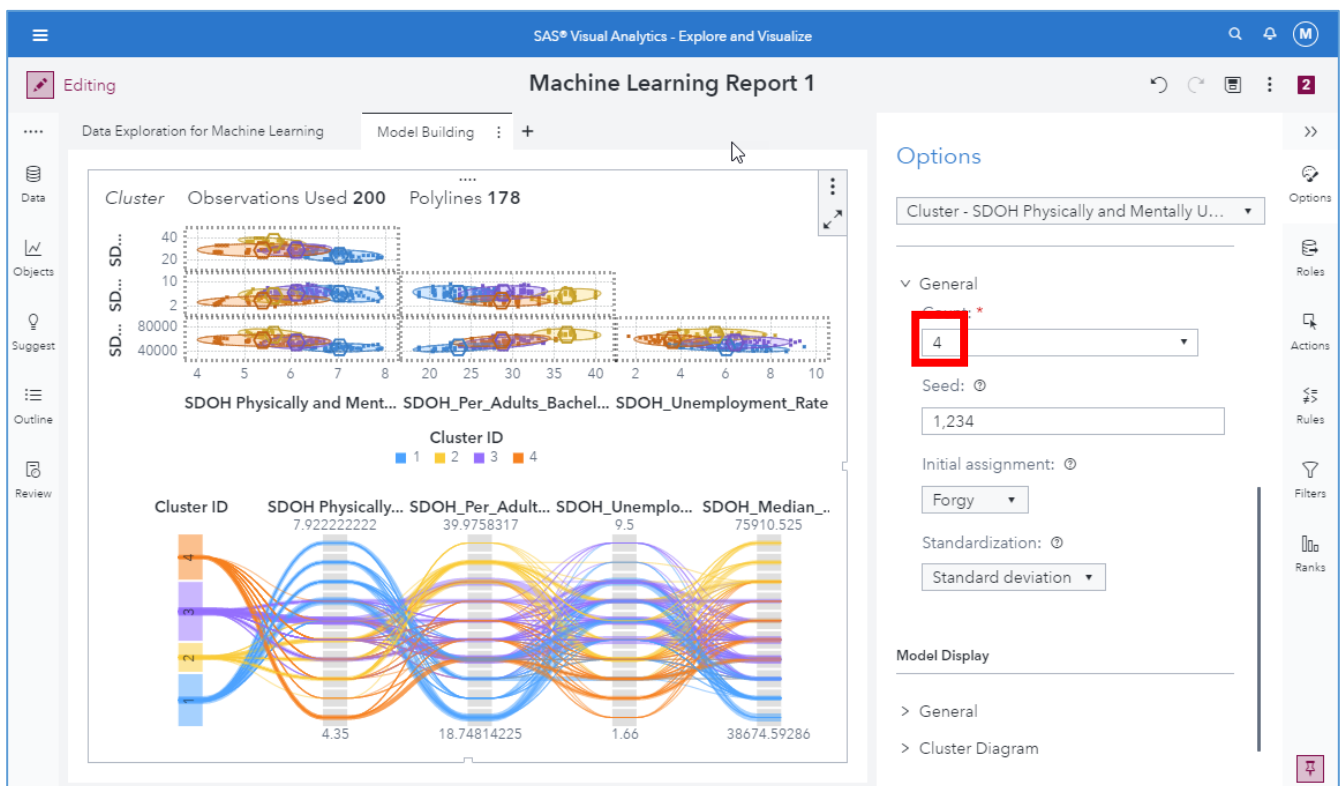 SAS® Visual Analytics - Explore and Visualize
M
Editing
Machine Learning Report 1
2
Data Exploration for Machine Learning
Model Building
+
Data
Objects
Suggest
Outline
Review
Cluster Observations Used 200 Polylines 178
SD...
40
20
SD...
10
2
SD...
80000
40000
4 5 6 7 8 20 25 30 35 40 2 4 6 8 10
SDOH Physically and Ment... SDOH_Per_Adults_Bachel... SDOH_Unemployment_Rate
Cluster ID
1 2 3 4
Cluster ID SDOH Physically... SDOH_Per_Adult... SDOH_Unemplo... SDOH_Median_...
7.922222222 39.9758317 9.5 75910.525
4
3
2
1
4.35 18.74814225 1.66 38674.59286
Options
Cluster - SDOH Physically and Mentally U...
General
Count: *
4
Seed:
1,234
Initial assignment:
Forgy
Standardization:
Standard deviation
Model Display
> General
> Cluster Diagram
Options
Roles
Actions
Rules
Filters
Ranks